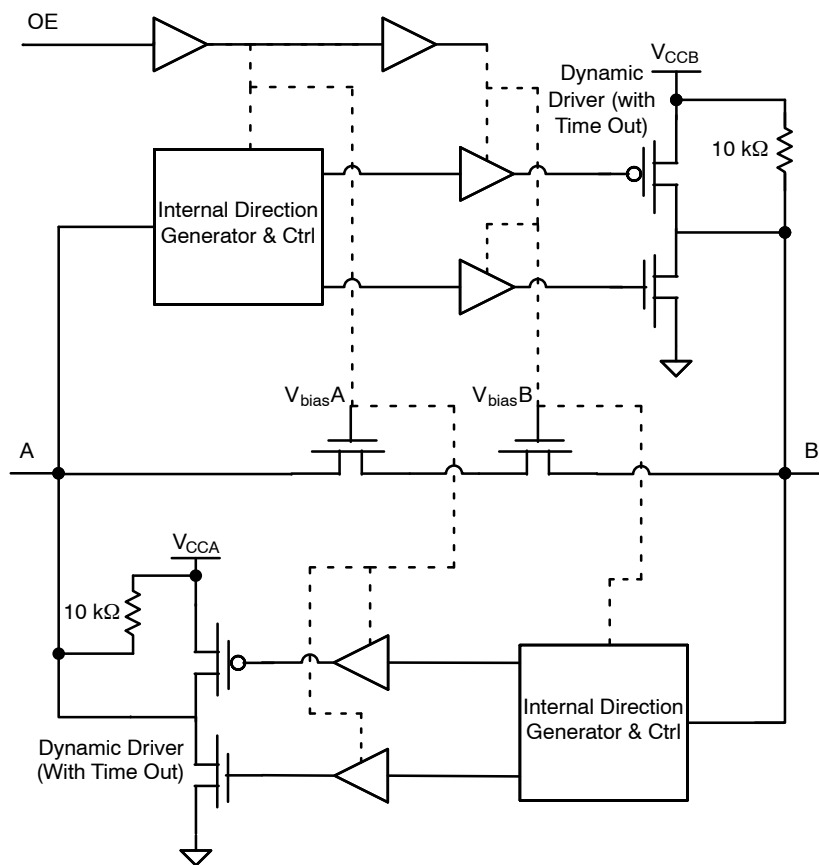 OE
Dynamic
Driver (with
Time Out)
VCCB
10 kΩ
Internal Direction
Generator & Ctrl
VbiasA
VbiasB
A
B
VCCA
10 kΩ
Internal Direction
Generator & Ctrl
Dynamic Driver
(With Time Out)